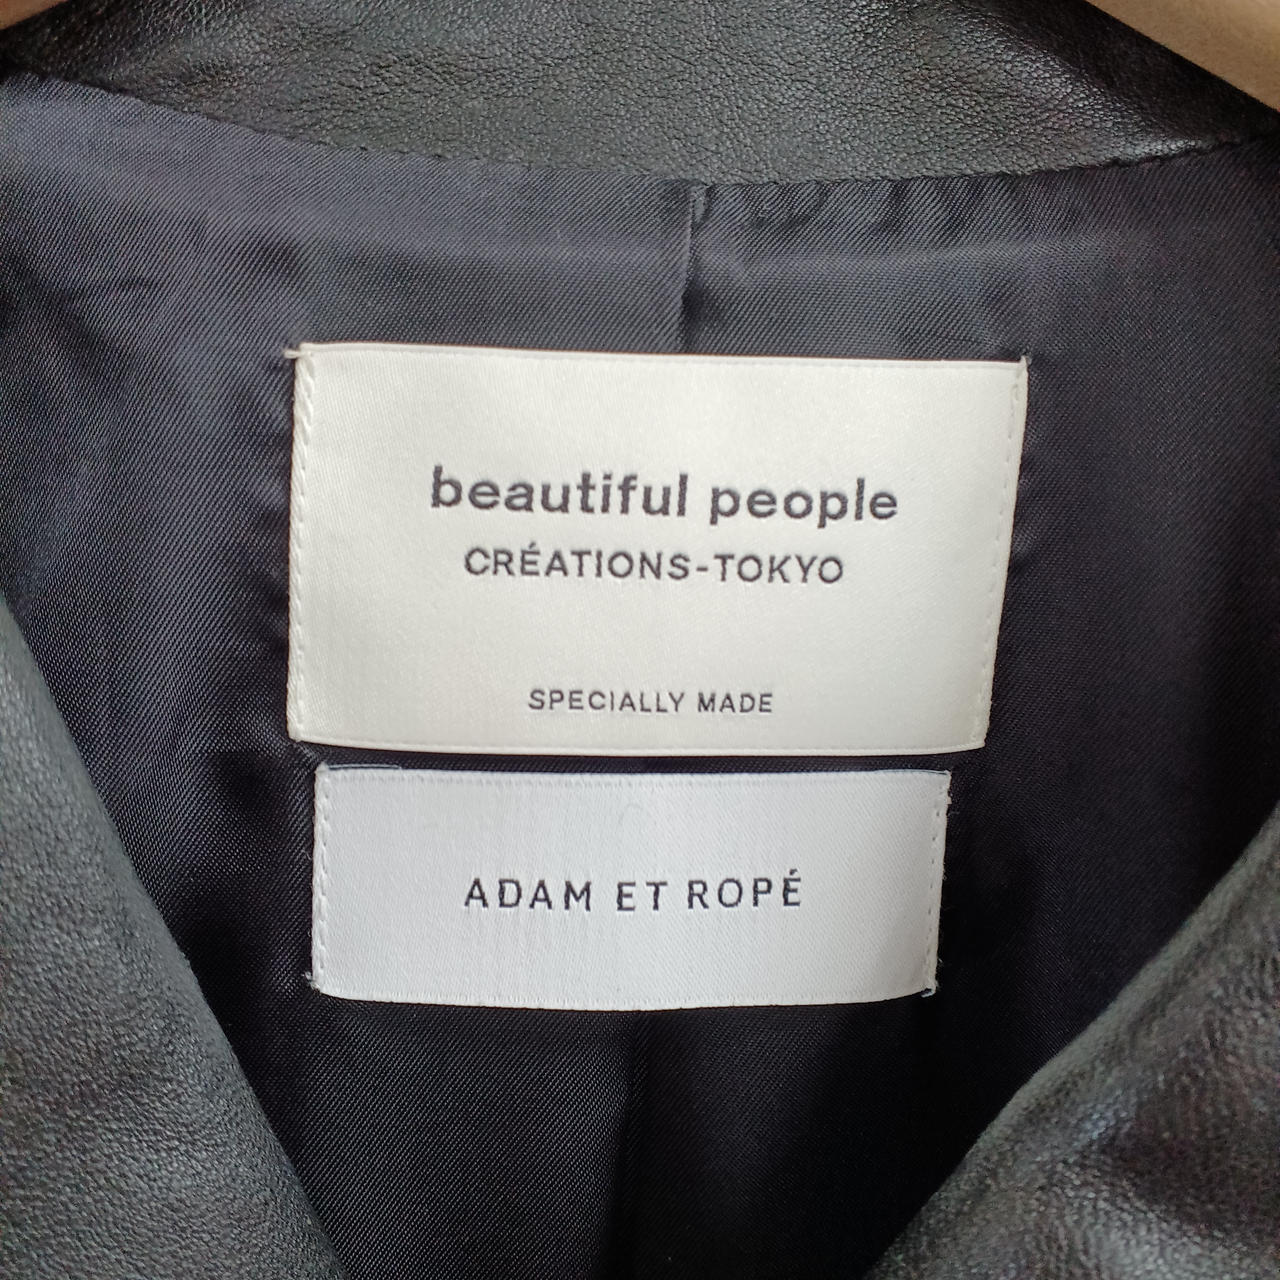 beautiful people
CRÉATIONS-TOKYO
SPECIALLY MADE
ADAM ET ROPÉ